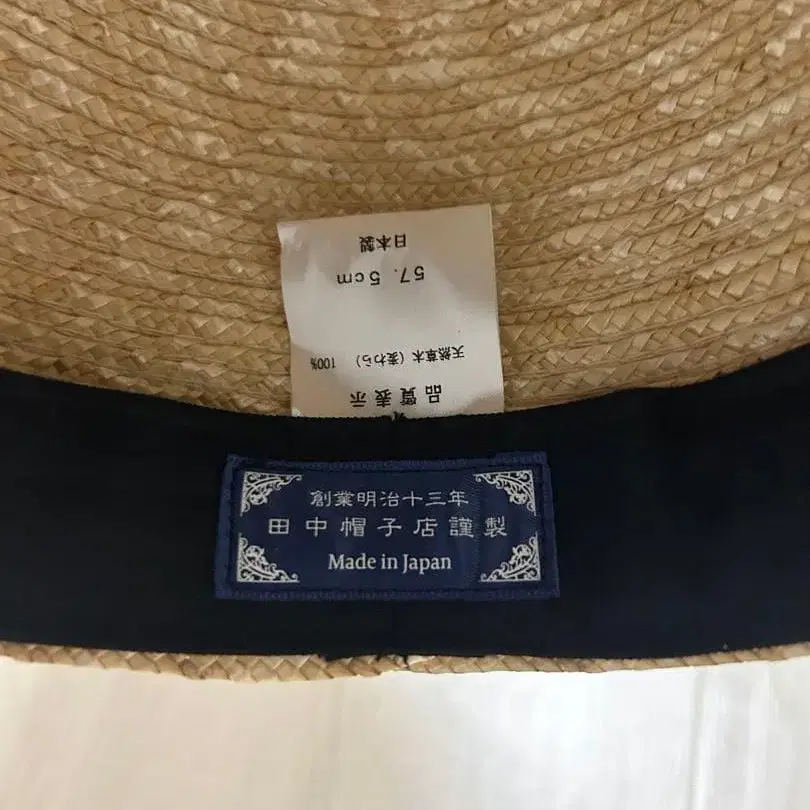 品質表示
天然草木（麦わら） 100%
57.5cm
日本製
創業明治十三年
田中帽子店謹製
Made in Japan